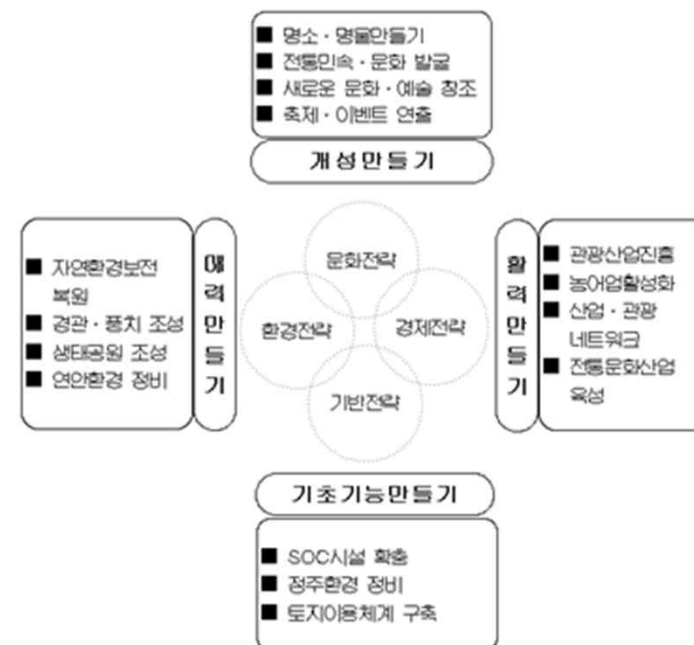 ■ 명소·명물만들기
■ 전통민속·문화 발굴
■ 새로운 문화·예술 창조
■ 축제·이벤트 연출
개성만들기
■ 자연환경보전
복원
■ 경관·풍치 조성
■ 생태공원 조성
■ 연안환경 정비
매력만들기
문화전략
환경전략
경제전략
기반전략
활력만들기
■ 관광산업진흥
■ 농어업활성화
■ 산업·관광
네트워크
■ 전통문화산업
육성
기초기능만들기
■ SOC시설 확충
■ 정주환경 정비
■ 토지이용체계 구축